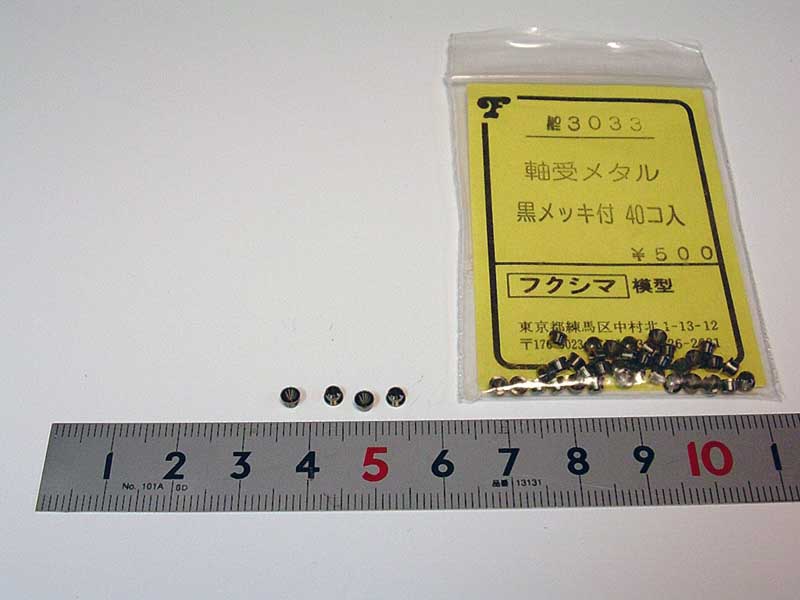 F
№3033
軸受メタル
黒メッキ付 40コ入
¥500
フクシマ 模型
東京都練馬区中村北1-13-12
〒176
1 2 3 4 5 6 7 8 9 10 1
No. 101A 品番 13131